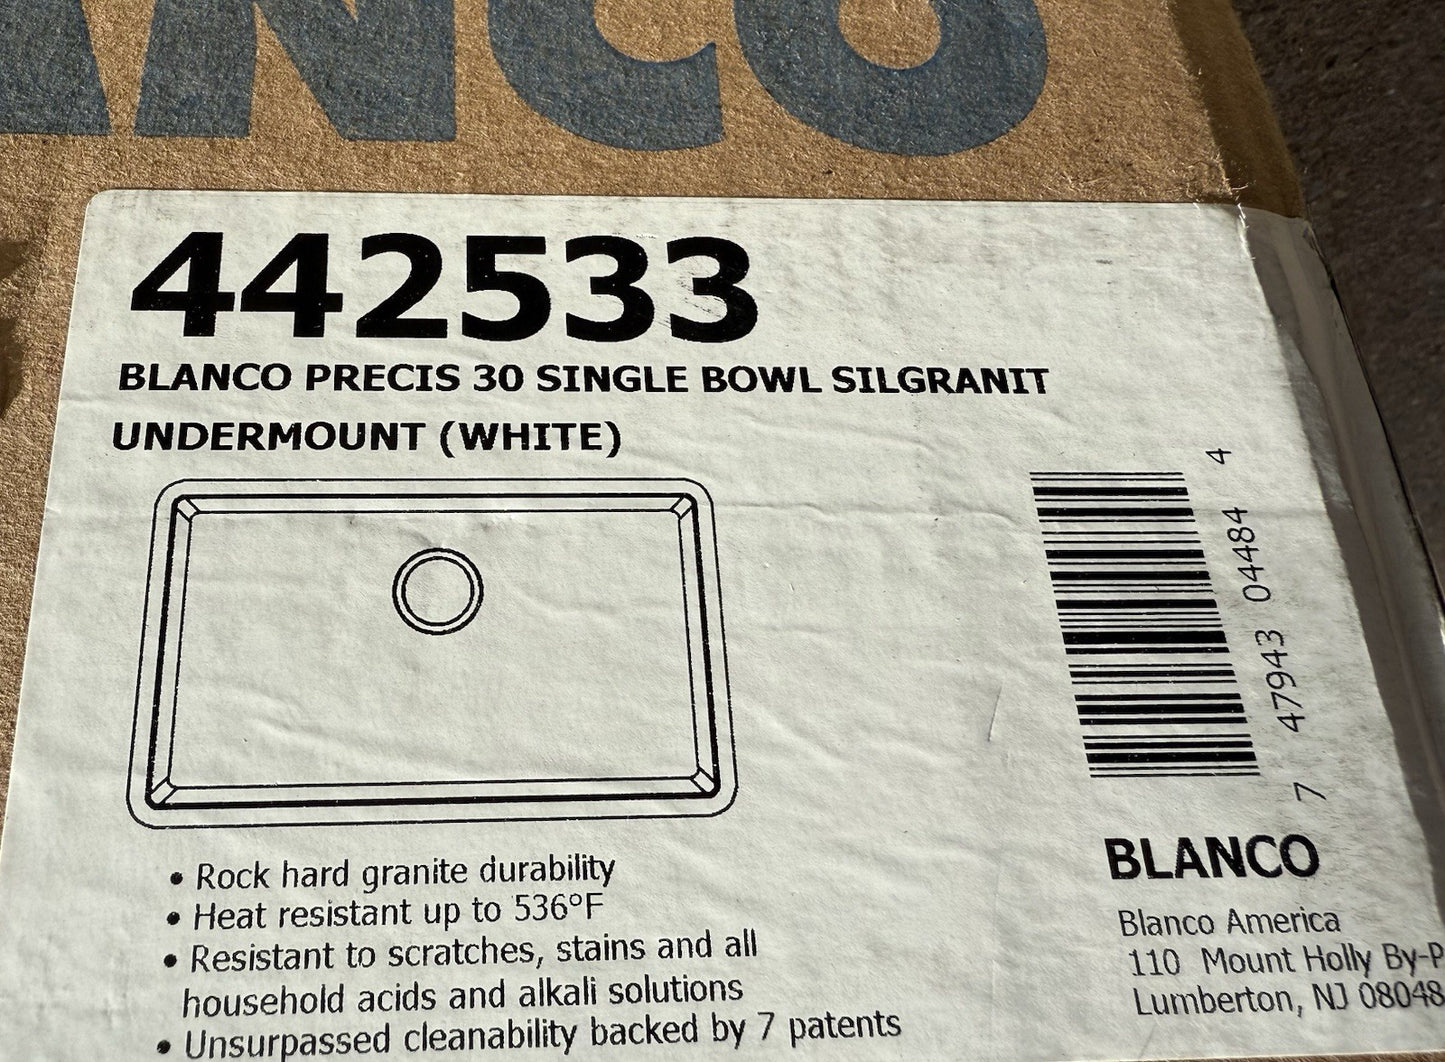 ANCO
442533
BLANCO PRECIS 30 SINGLE BOWL SILGRANIT
UNDERMOUNT (WHITE)
7 47943 04484 4
• Rock hard granite durability
• Heat resistant up to 536°F
• Resistant to scratches, stains and all
household acids and alkali solutions
• Unsurpassed cleanability backed by 7 patents
BLANCO
Blanco America
110 Mount Holly By-P
Lumberton, NJ 08048